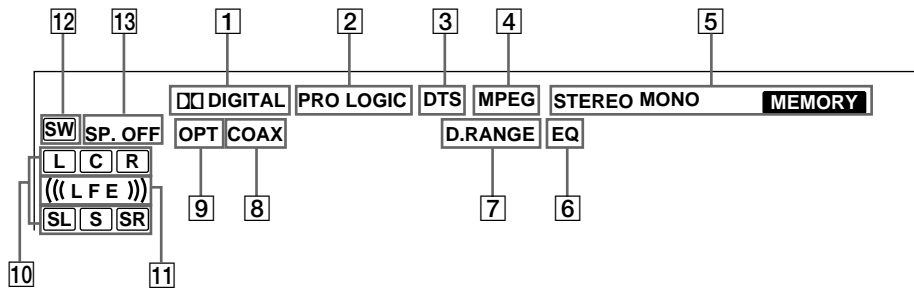 12 13 1 2 3 4 5
DIGITAL PRO LOGIC DTS MPEG STEREO MONO MEMORY
SW SP. OFF OPT COAX D.RANGE EQ
L C R
((( L F E )))
SL S SR
9 8 7 6
10 11